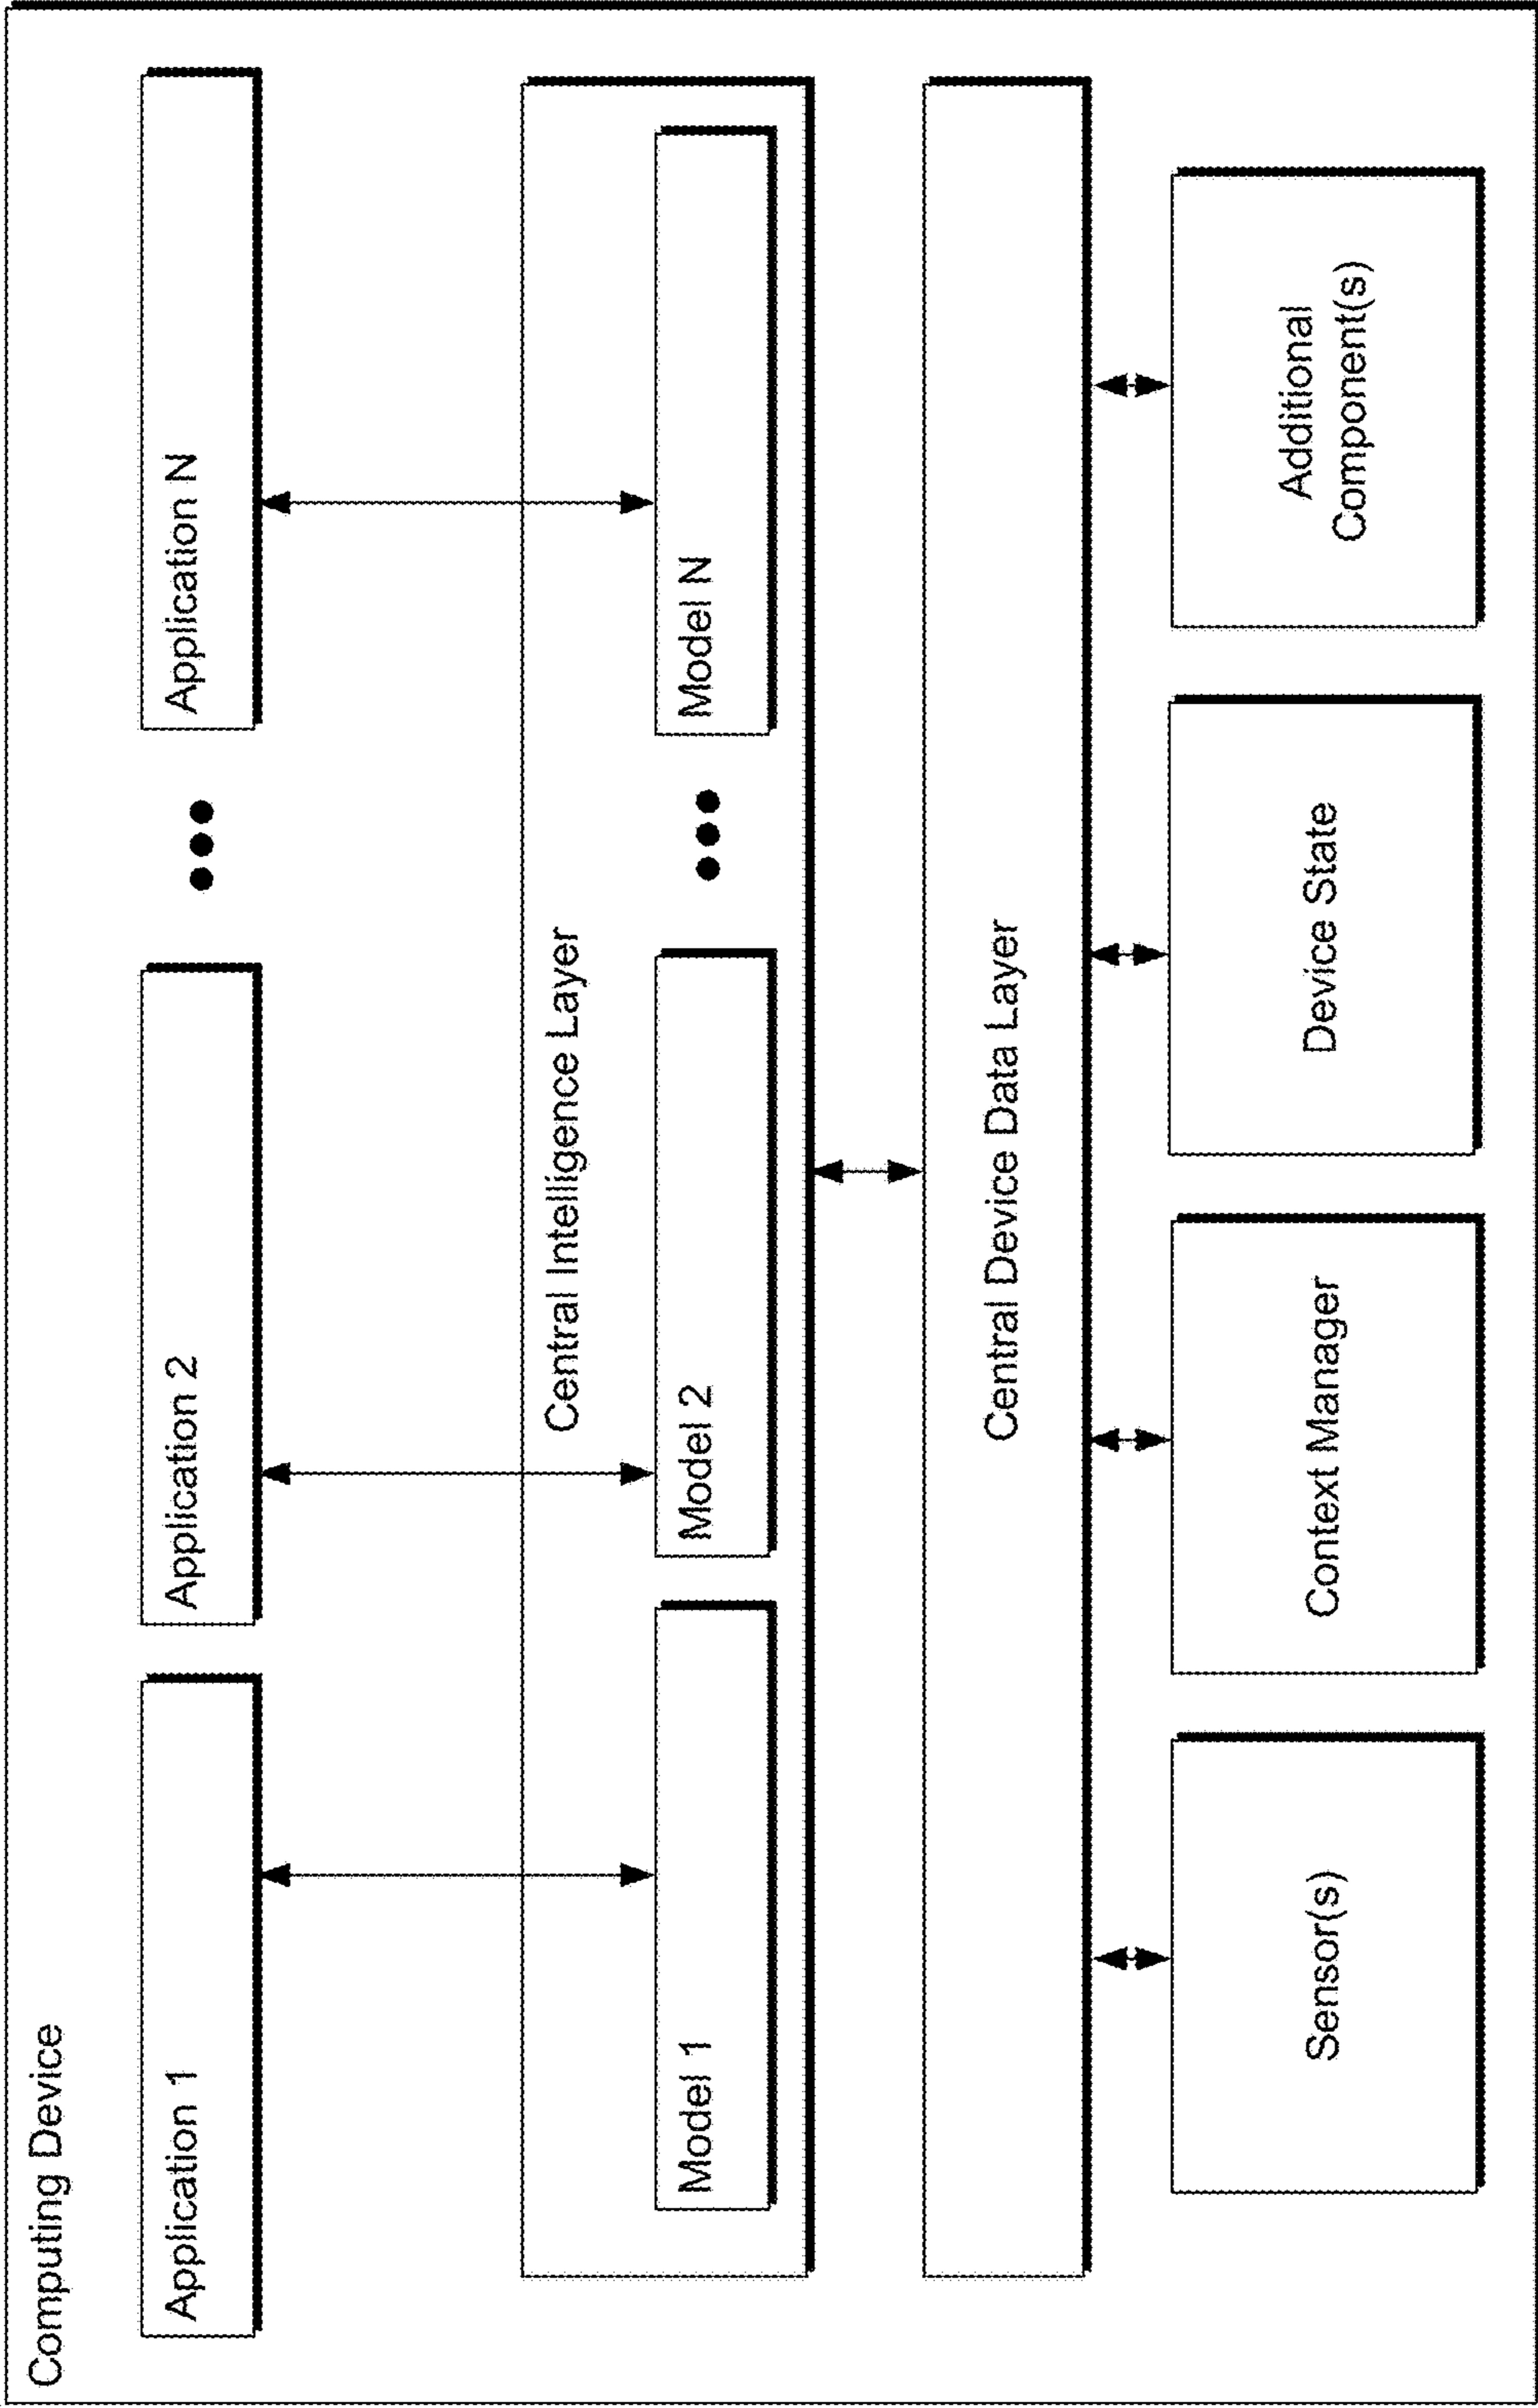 Computing Device
Application 1
Application 2
Application N
Central Intelligence Layer
Model 1
Model 2
Model N
Central Device Data Layer
Sensor(s)
Context Manager
Device State
Additional
Component(s)